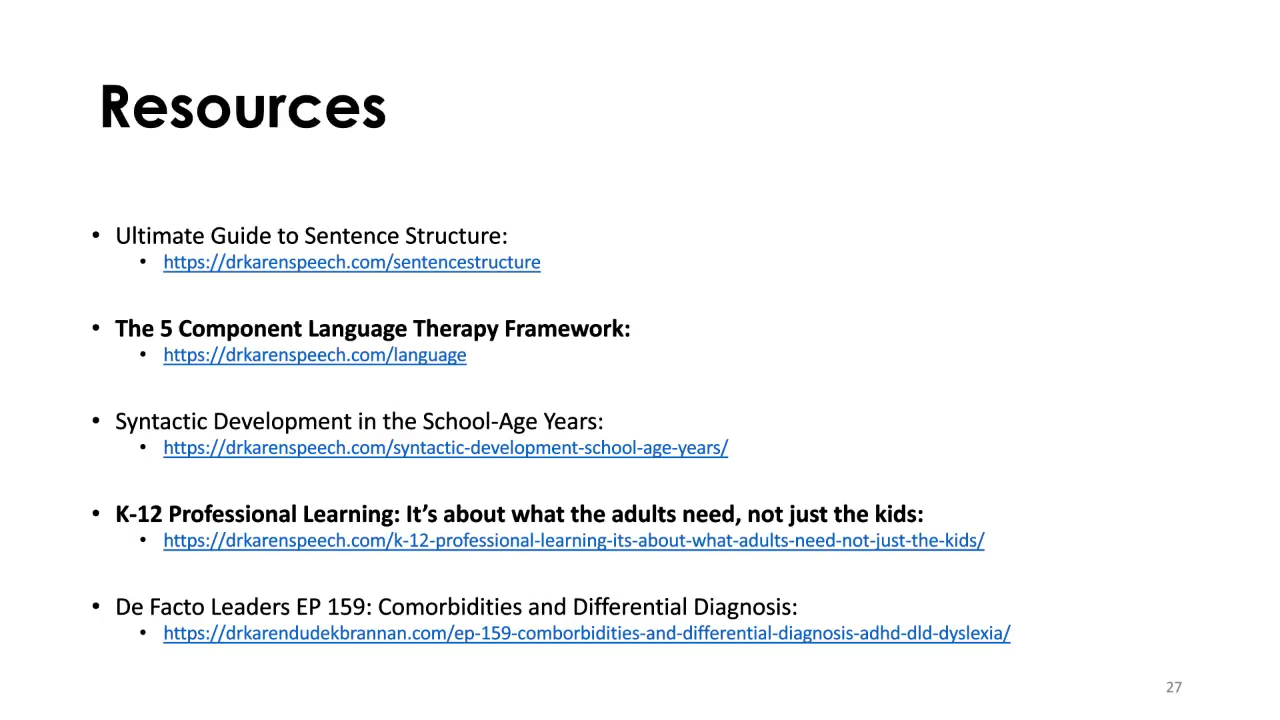 Resources
• Ultimate Guide to Sentence Structure:
• https://drkarenspeech.com/sentencestructure
• The 5 Component Language Therapy Framework:
• https://drkarenspeech.com/language
• Syntactic Development in the School-Age Years:
• https://drkarenspeech.com/syntactic-development-school-age-years/
• K-12 Professional Learning: It’s about what the adults need, not just the kids:
• https://drkarenspeech.com/k-12-professional-learning-its-about-what-adults-need-not-just-the-kids/
• De Facto Leaders EP 159: Comorbidities and Differential Diagnosis:
• https://drkarendudekbrannan.com/ep-159-comborbidities-and-differential-diagnosis-adhd-dld-dyslexia/
27